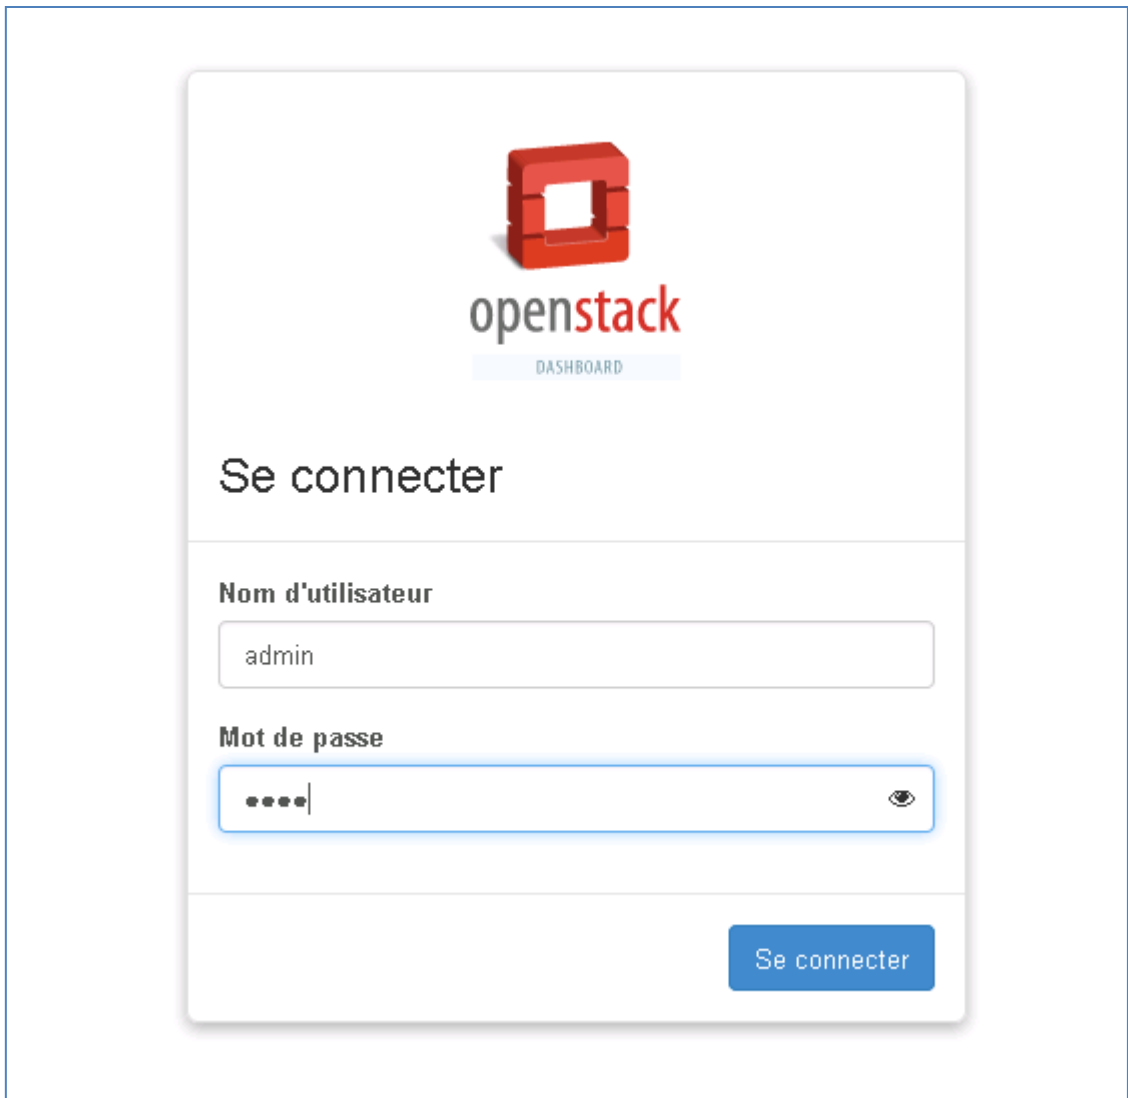 openstack
DASHBOARD
Se connecter
Nom d'utilisateur
admin
Mot de passe
••••
Se connecter